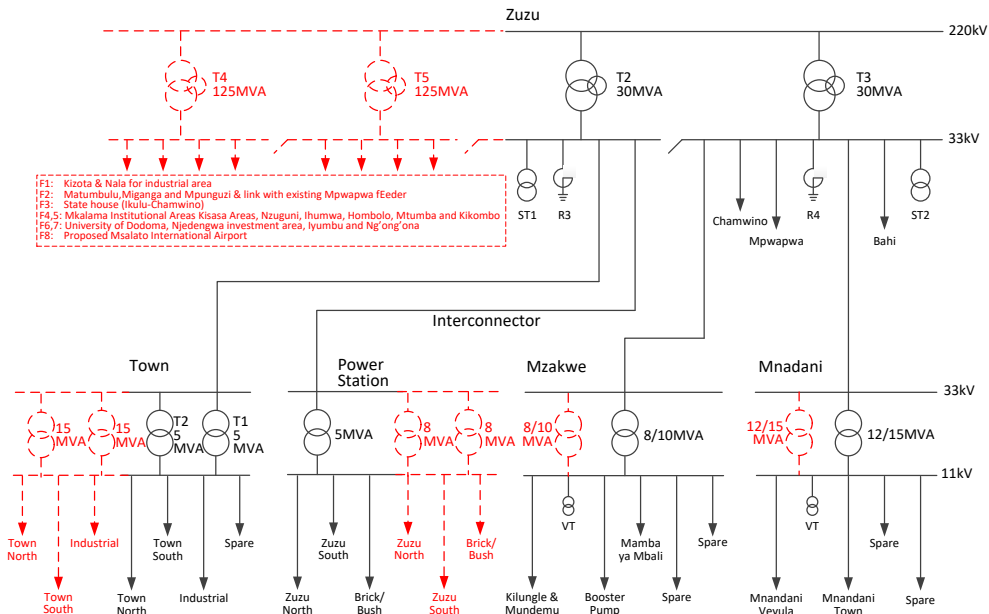 Zuzu
220kV
T4
125MVA
T5
125MVA
T2
30MVA
T3
30MVA
33kV
F1: Kizota & Nala for industrial area
F2: Matumbulu,Miganga and Mpunguzi & link with existing Mpwapwa fEeder
F3: State house (Ikulu-Chamwino)
F4,5: Mkalama Institutional Areas Kisasa Areas, Nzuguni, Ihumwa, Hombolo, Mtumba and Kikombo
F6,7: University of Dodoma, Njedengwa investment area, Iyumbu and Ng'ong'ona
F8: Proposed Msalato International Airport
ST1
R3
Chamwino
Mpwapwa
R4
Bahi
ST2
Interconnector
Town
Power
Station
Mzakwe
Mnadani
33kV
15
MVA
15
MVA
T2
5
MVA
T1
5
MVA
5MVA
8
MVA
8
MVA
8/10
MVA
8/10MVA
12/15
MVA
12/15MVA
11kV
Town
North
Industrial
Town
South
Spare
Zuzu
South
Zuzu
North
Brick/
Bush
VT
Mamba
ya Mbali
Spare
VT
Spare
Town
South
Town
North
Industrial
Zuzu
North
Brick/
Bush
Zuzu
South
Kilungle &
Mundemu
Booster
Pump
Spare
Mnandani
Veyula
Mnandani
Town
Spare